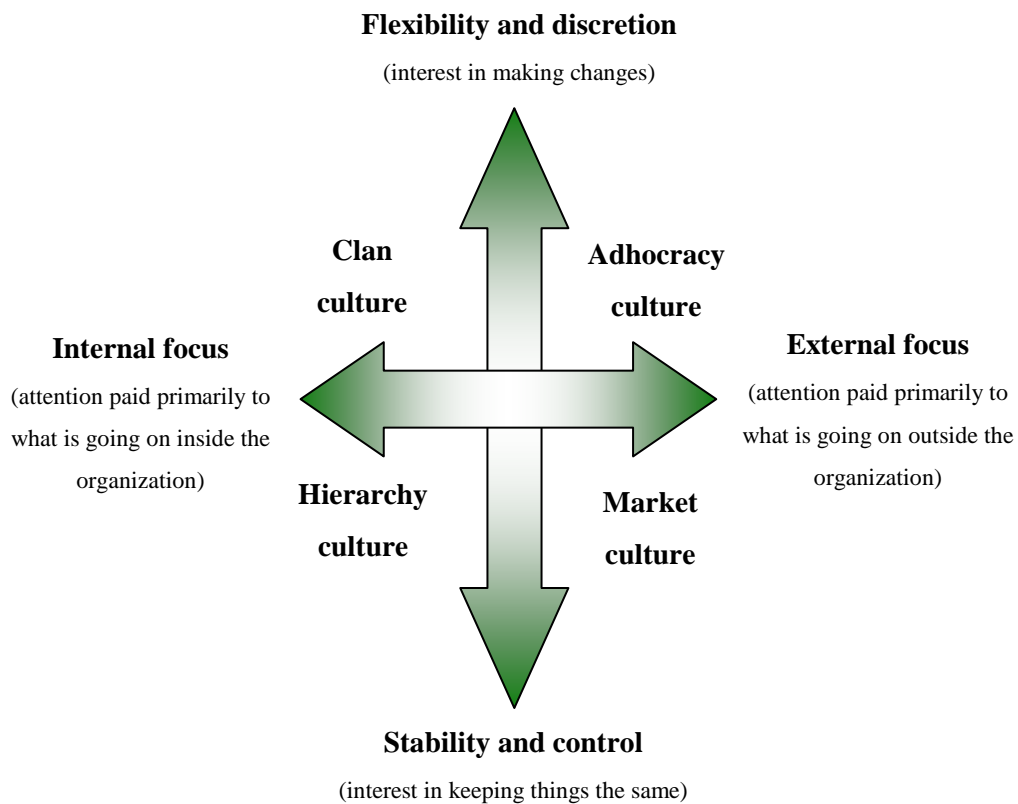 Flexibility and discretion
(interest in making changes)
Clan
culture
Adhocracy
culture
Internal focus
(attention paid primarily to
what is going on inside the
organization)
External focus
(attention paid primarily to
what is going on outside the
organization)
Hierarchy
culture
Market
culture
Stability and control
(interest in keeping things the same)